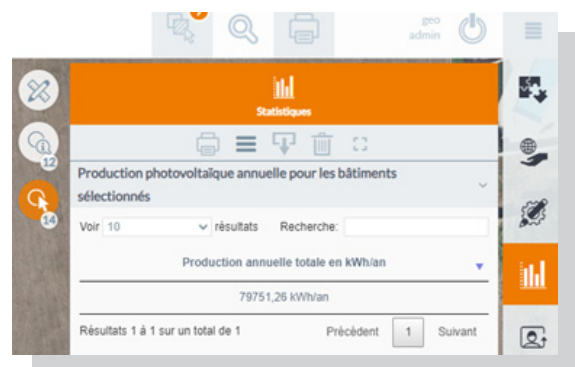 geo
admin
Statistiques
12
Production photovoltaïque annuelle pour les bâtiments
sélectionnés
14
Voir 10 résultats Recherche:
Production annuelle totale en kWh/an
79751,26 kWh/an
Résultats 1 à 1 sur un total de 1 Précédent 1 Suivant